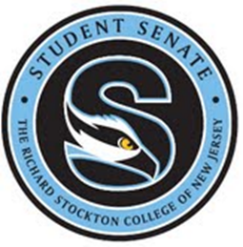 STUDENT SENATE
S
THE RICHARD STOCKTON COLLEGE OF NEW JERSEY